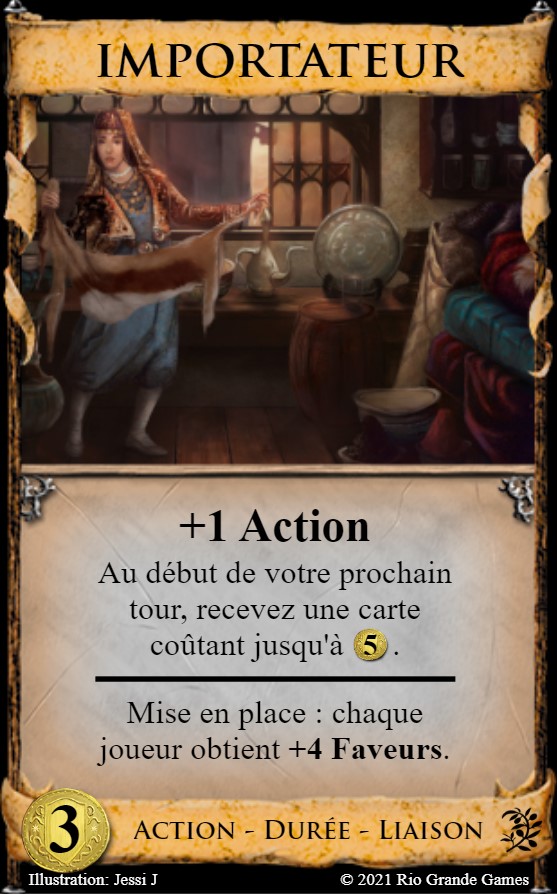 IMPORTATEUR
+1 Action
Au début de votre prochain
tour, recevez une carte
coûtant jusqu'à 5 .
Mise en place : chaque
joueur obtient +4 Faveurs.
3
ACTION - DURÉE - LIAISON
Illustration: Jessi J
© 2021 Rio Grande Games